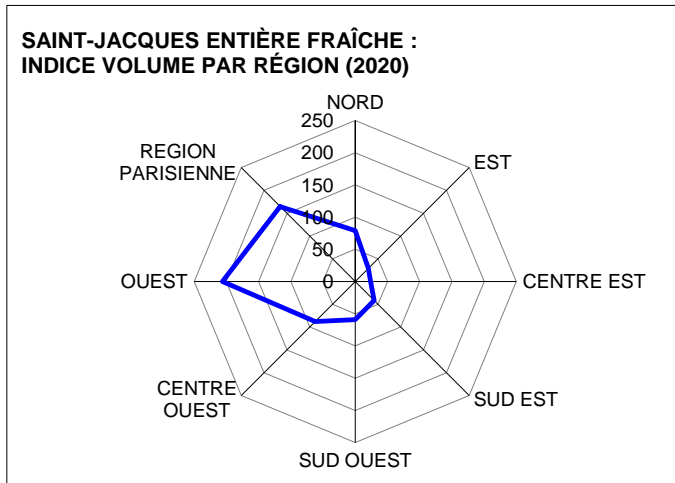 SAINT-JACQUES ENTIÈRE FRAÎCHE :
INDICE VOLUME PAR RÉGION (2020)
NORD
250
200
150
100
50
0
EST
CENTRE EST
SUD EST
SUD OUEST
CENTRE
OUEST
OUEST
REGION
PARISIENNE